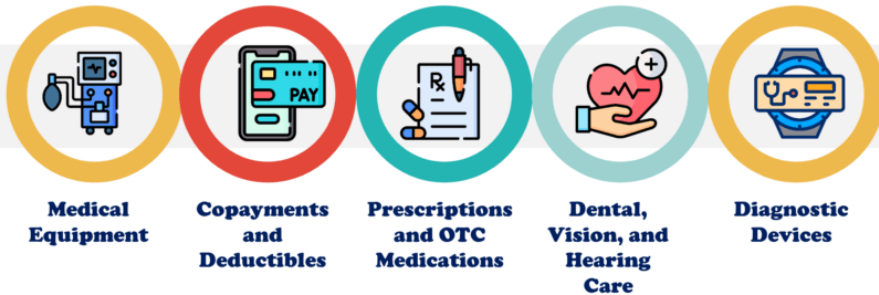 PAY
Rx
Medical
Equipment
Copayments
and
Deductibles
Prescriptions
and OTC
Medications
Dental,
Vision, and
Hearing
Care
Diagnostic
Devices